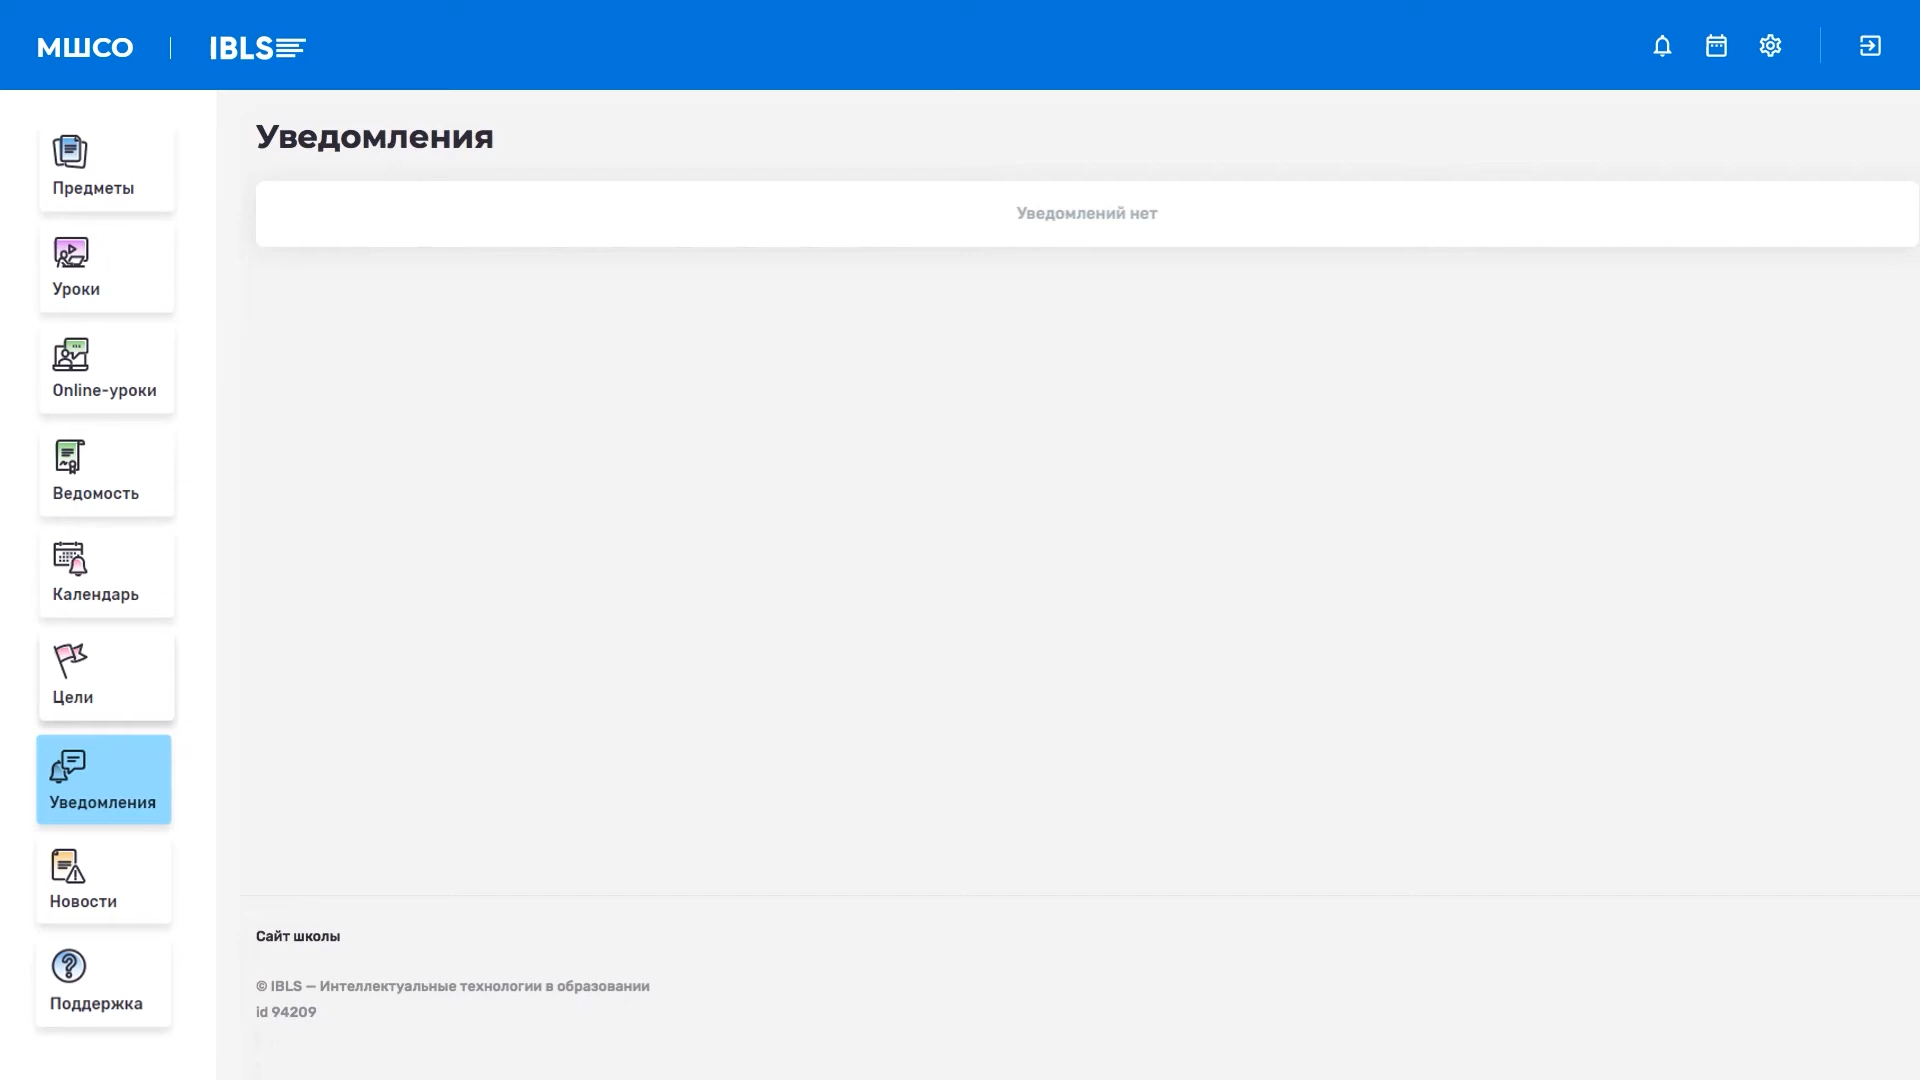 МШСО
IBLS
Предметы
Уроки
Online-уроки
Ведомость
Календарь
Цели
Уведомления
Новости
Поддержка
Уведомления
Уведомлений нет
Сайт школы
© IBLS — Интеллектуальные технологии в образовании
id 94209